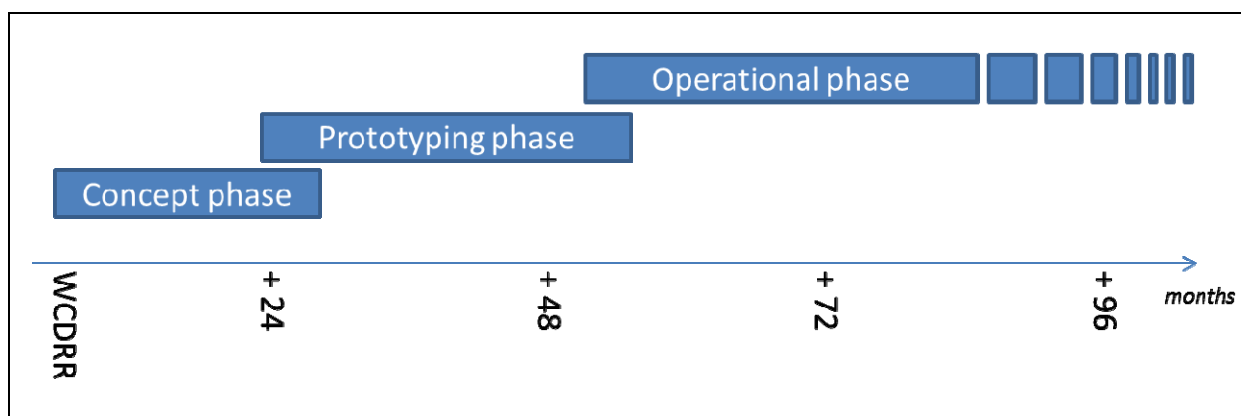 Operational phase
Prototyping phase
Concept phase
WCDRR
+ 24
+ 48
+ 72
+ 96
months